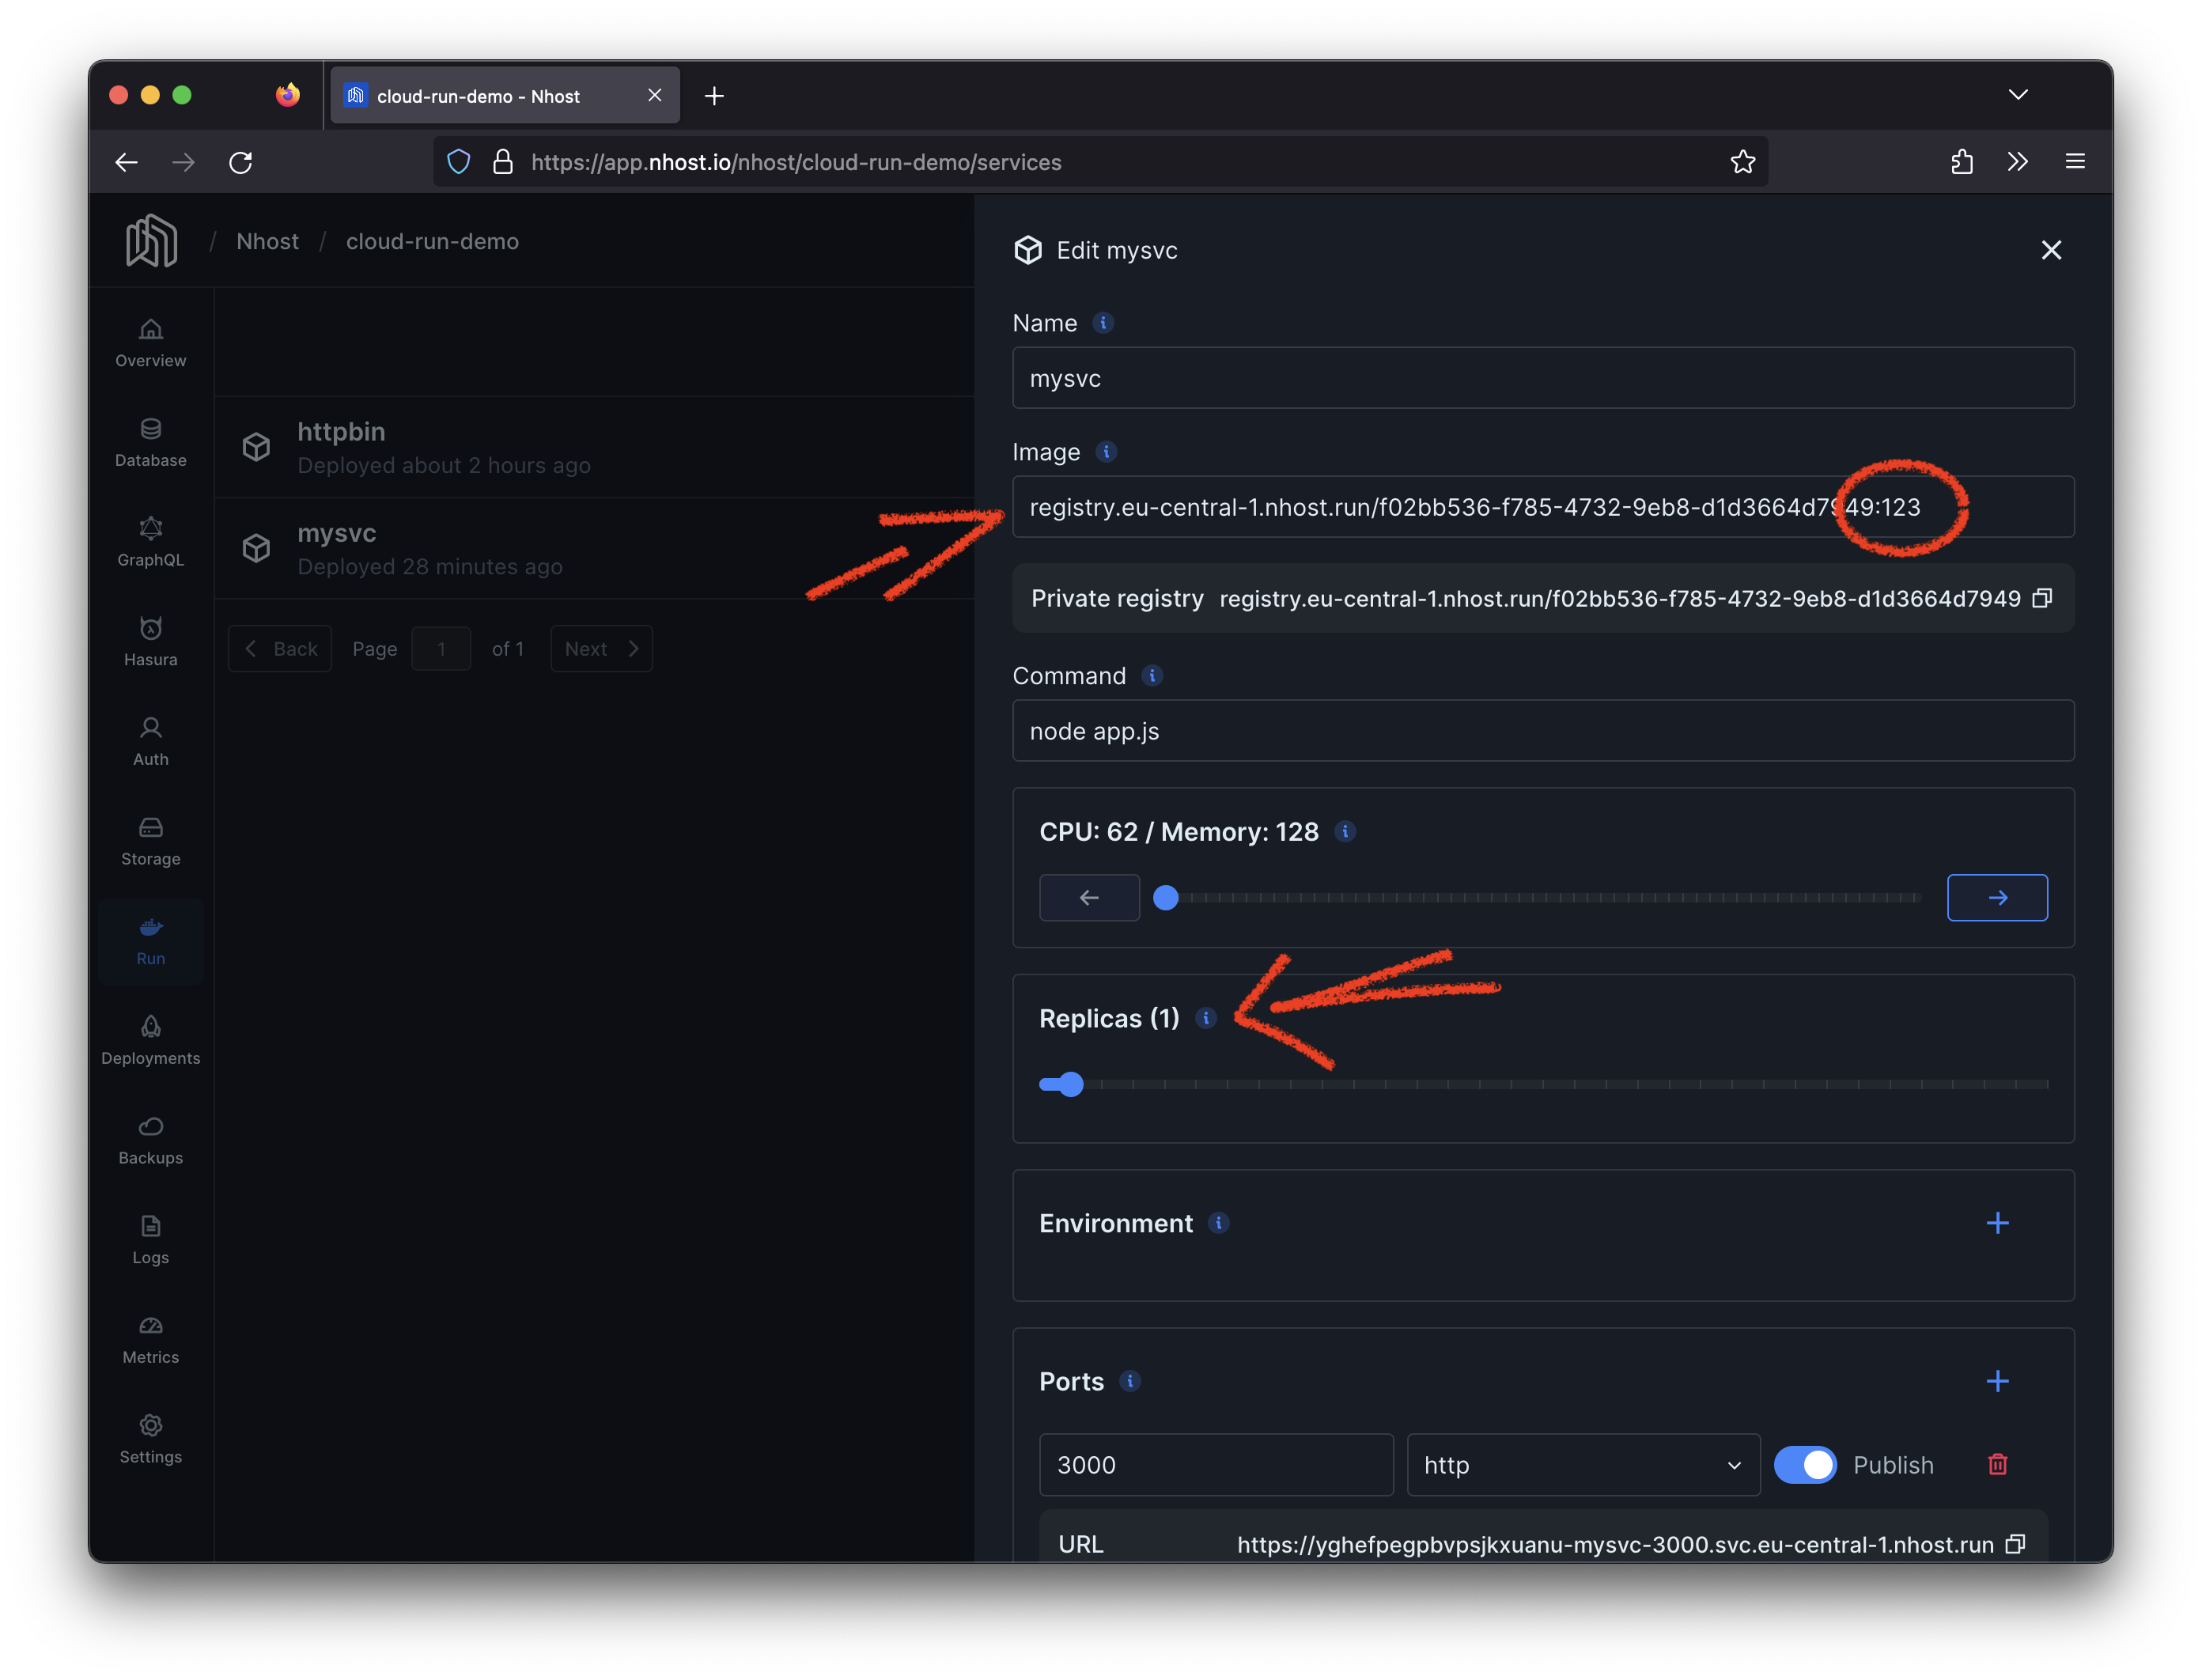 cloud-run-demo - Nhost
https://app.nhost.io/nhost/cloud-run-demo/services
/ Nhost / cloud-run-demo
Overview
Database
GraphQL
Hasura
Auth
Storage
Run
Deployments
Backups
Logs
Metrics
Settings
httpbin
Deployed about 2 hours ago
mysvc
Deployed 28 minutes ago
Back Page 1 of 1 Next
Edit mysvc
Name
mysvc
Image
registry.eu-central-1.nhost.run/f02bb536-f785-4732-9eb8-d1d3664d7949:123
Private registry registry.eu-central-1.nhost.run/f02bb536-f785-4732-9eb8-d1d3664d7949
Command
node app.js
CPU: 62 / Memory: 128
Replicas (1)
Environment
Ports
3000 http Publish
URL https://yghefpegpbvpsjkxuanu-mysvc-3000.svc.eu-central-1.nhost.run